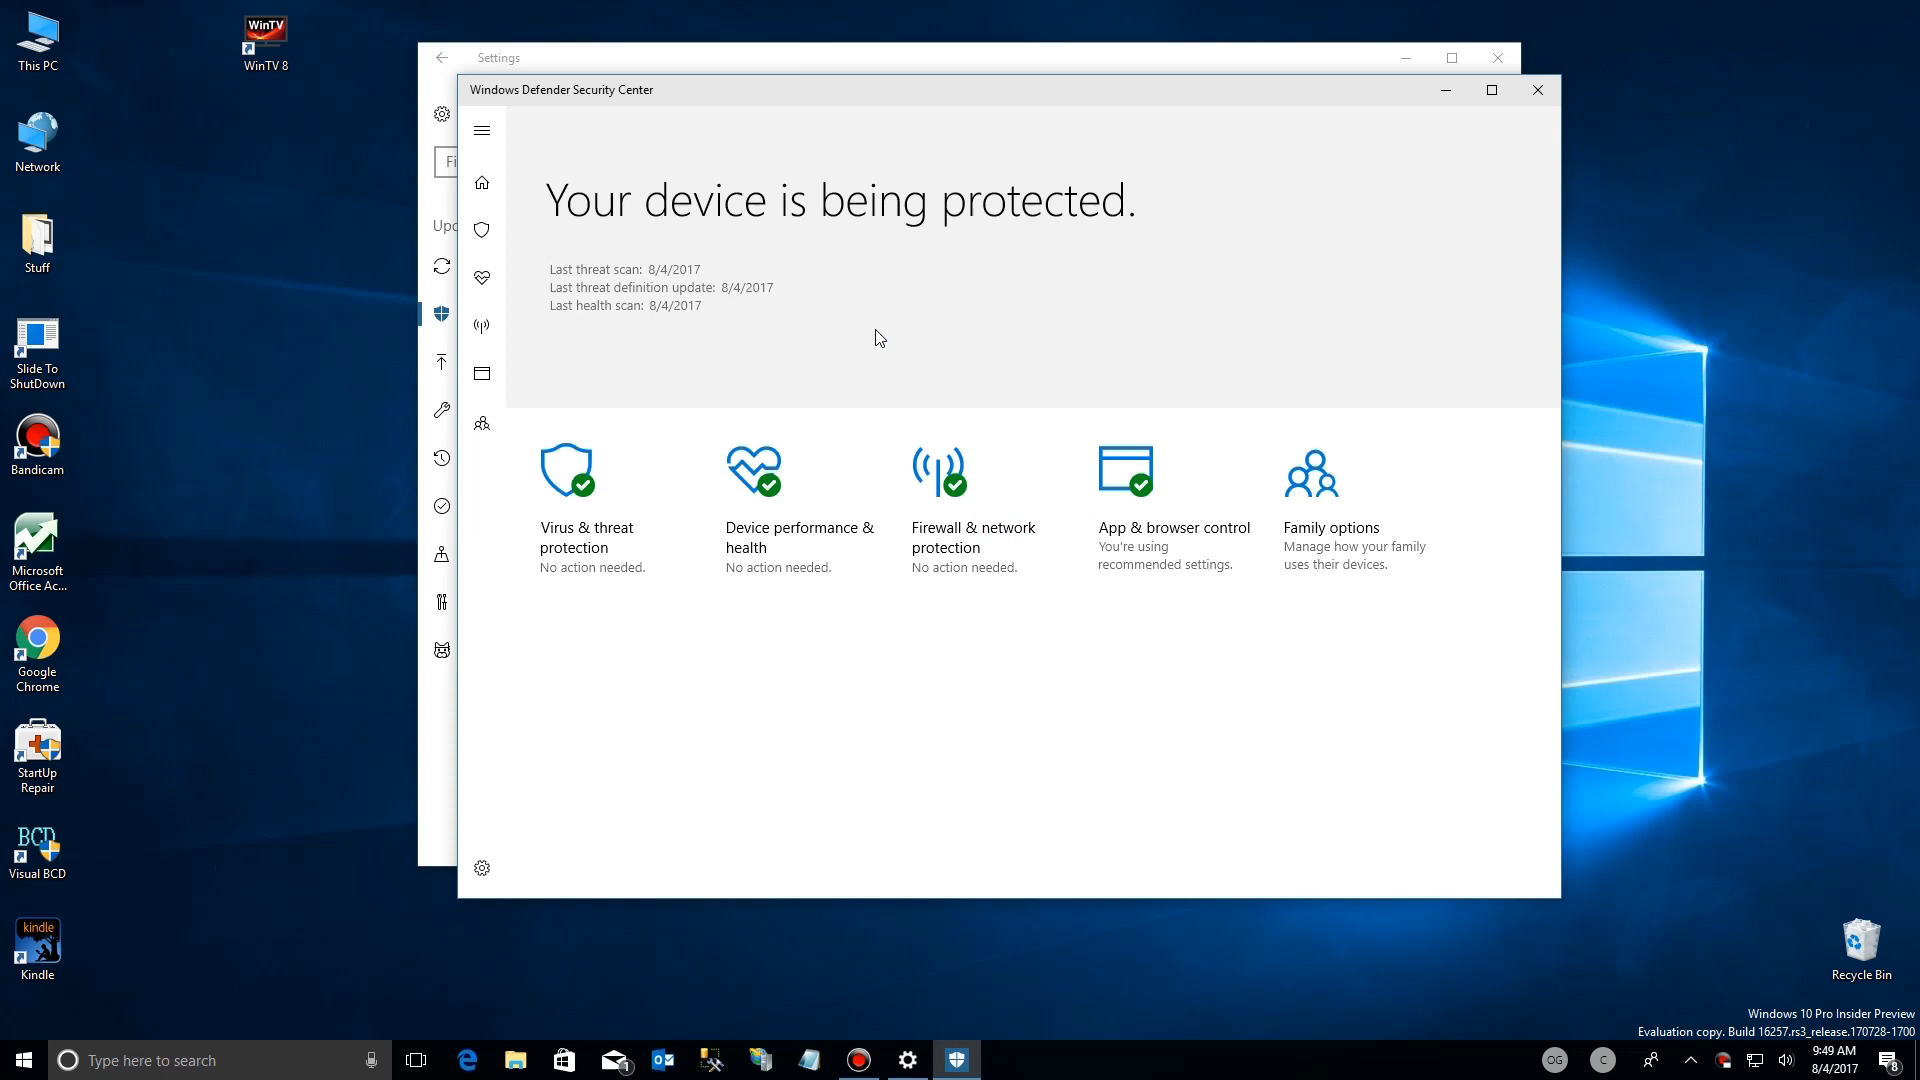 This PC
WinTV
WinTV 8
Network
Stuff
Slide To
ShutDown
Bandicam
Microsoft
Office Ac...
Google
Chrome
StartUp
Repair
BCD
Visual BCD
kindle
Kindle
Settings
Fi
Upd
Windows Defender Security Center
Your device is being protected.
Last threat scan: 8/4/2017
Last threat definition update: 8/4/2017
Last health scan: 8/4/2017
Virus & threat
protection
No action needed.
Device performance &
health
No action needed.
Firewall & network
protection
No action needed.
App & browser control
You're using
recommended settings.
Family options
Manage how your family
uses their devices.
Recycle Bin
Windows 10 Pro Insider Preview
Evaluation copy. Build 16257.rs3_release.170728-1700
Type here to search
1
OG
C
9:49 AM
8/4/2017
8